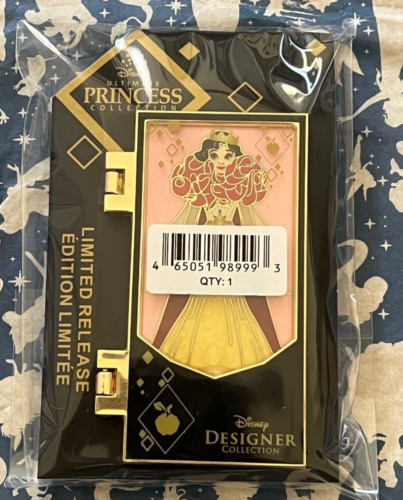 Disney
ULTIMATE
PRINCESS
COLLECTION
LIMITED RELEASE
ÉDITION LIMITÉE
4 65051 98999 3
QTY: 1
Disney
DESIGNER
COLLECTION